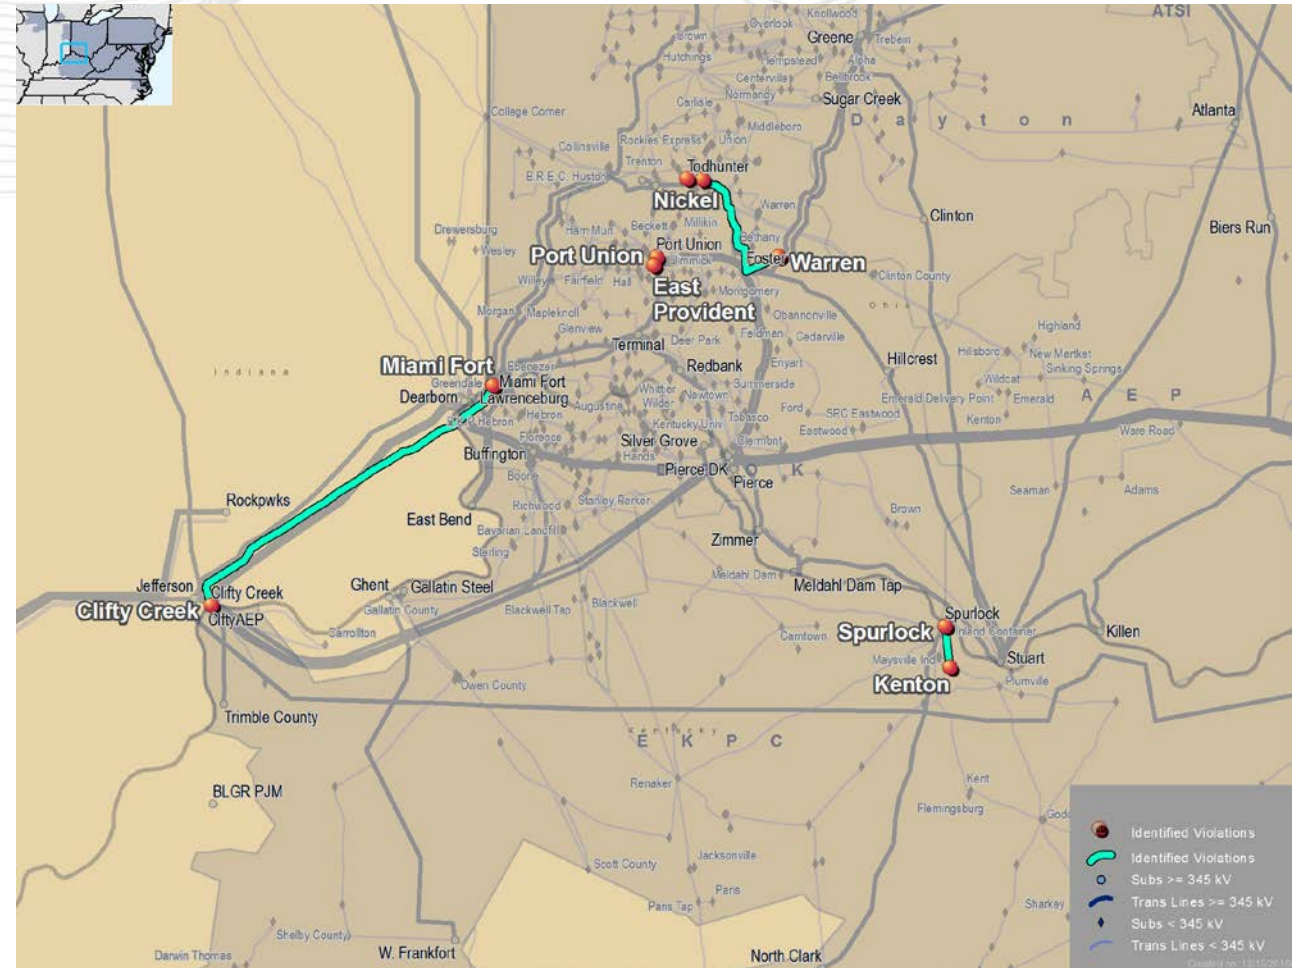 Knollwood
ATSI
Overlook
Greene
Trebein
Brown
Hutchings
Hempstead
Alpha
Centerville
Bellbrook
Normandy
Carlisle
Sugar Creek
College Corner
Atlanta
D a y t o n
Middleboro
Rockies Express
Union
Collinsville
Trenton
Todhunter
B.R.E.C. Huston
Nickel
Warren
Clinton
Drewersburg
Ham Mun
Beckett
Millikin
Biers Run
Wesley
Port Union
Port Union
Bethany
Foster
Warren
Willey
Fairfield
Hall
East
Provident
Montgomery
Clinton County
Ohio
Morgan
Mapleknoll
Obannonville
Glenview
Feldman
Cedarville
Highland
Terminal
Deer Park
Hillsboro
New Market
Miami Fort
Ebenezer
Redbank
Enyart
Hillcrest
Sinking Springs
Indiana
Greendale
Miami Fort
Summerside
Wildcat
Dearborn
Lawrenceburg
Whittier
Newtown
Emerald Delivery Point
Emerald
A E P
Augustine
Wilder
Ford
Hebron
Hebron
Kentucky Univ
Tobasco
SPC Eastwood
Kenton
Florence
Silver Grove
Clermont
Eastwood
Ware Road
Buffington
Hands
Pierce DK
O K
Boone
Pierce
Rockpwks
Richwood
Stanley Parker
Seaman
Adams
East Bend
Brown
Bavarian Landfill
Sterling
Zimmer
Jefferson
Clifty Creek
Ghent
Gallatin Steel
Meldahl Dam
Meldahl Dam Tap
Clifty Creek
CliftyAEP
Gallatin County
Blackwell Tap
Blackwell
Spurlock
Carrollton
Camtown
Spurlock
Inland Container
Killen
Maysville Ind
Stuart
Kenton
Plumville
Owen County
Trimble County
Kentucky
E K P C
Renaker
Kent
BLGR PJM
Flemingsburg
Identified Violations
Identified Violations
Scott County
Jacksonville
Subs >= 345 kV
Paris
Paris Tap
Sharkey
Trans Lines >= 345 kV
Subs < 345 kV
Shelby County
Darwin Thomas
W. Frankfort
North Clark
Trans Lines < 345 kV